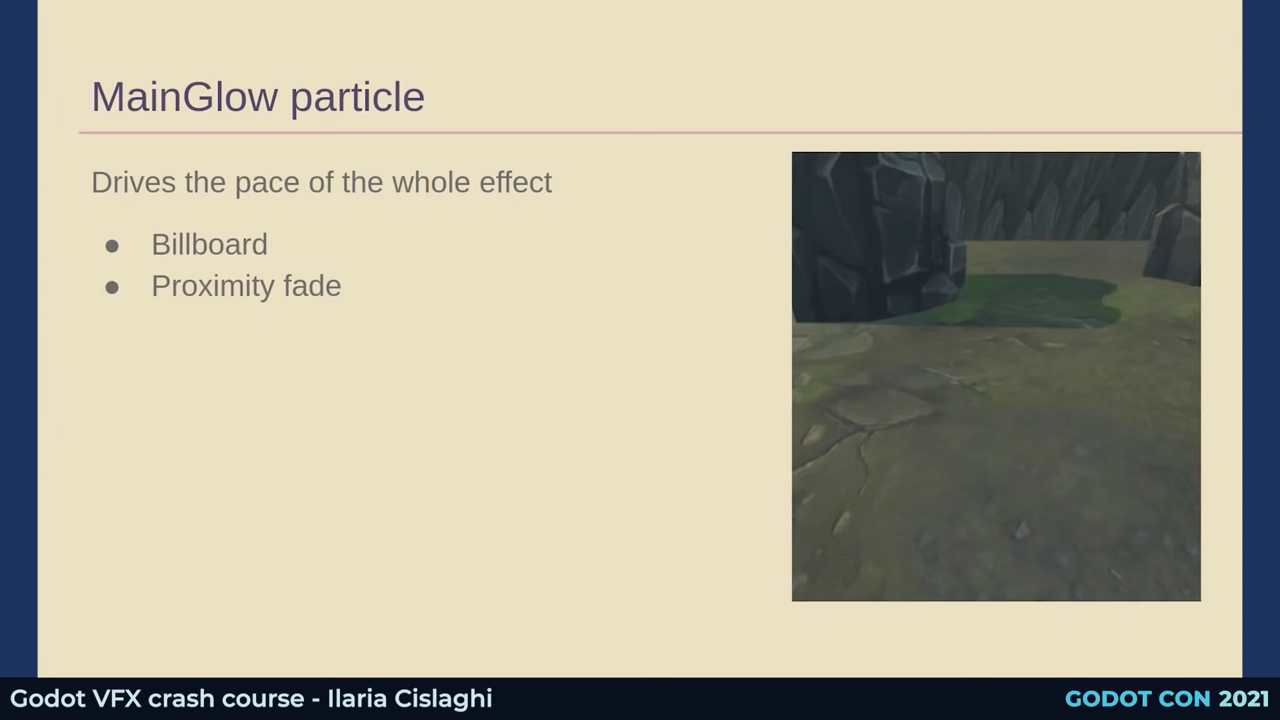 MainGlow particle
Drives the pace of the whole effect
● Billboard
● Proximity fade
Godot VFX crash course - Ilaria Cislaghi
GODOT CON 2021